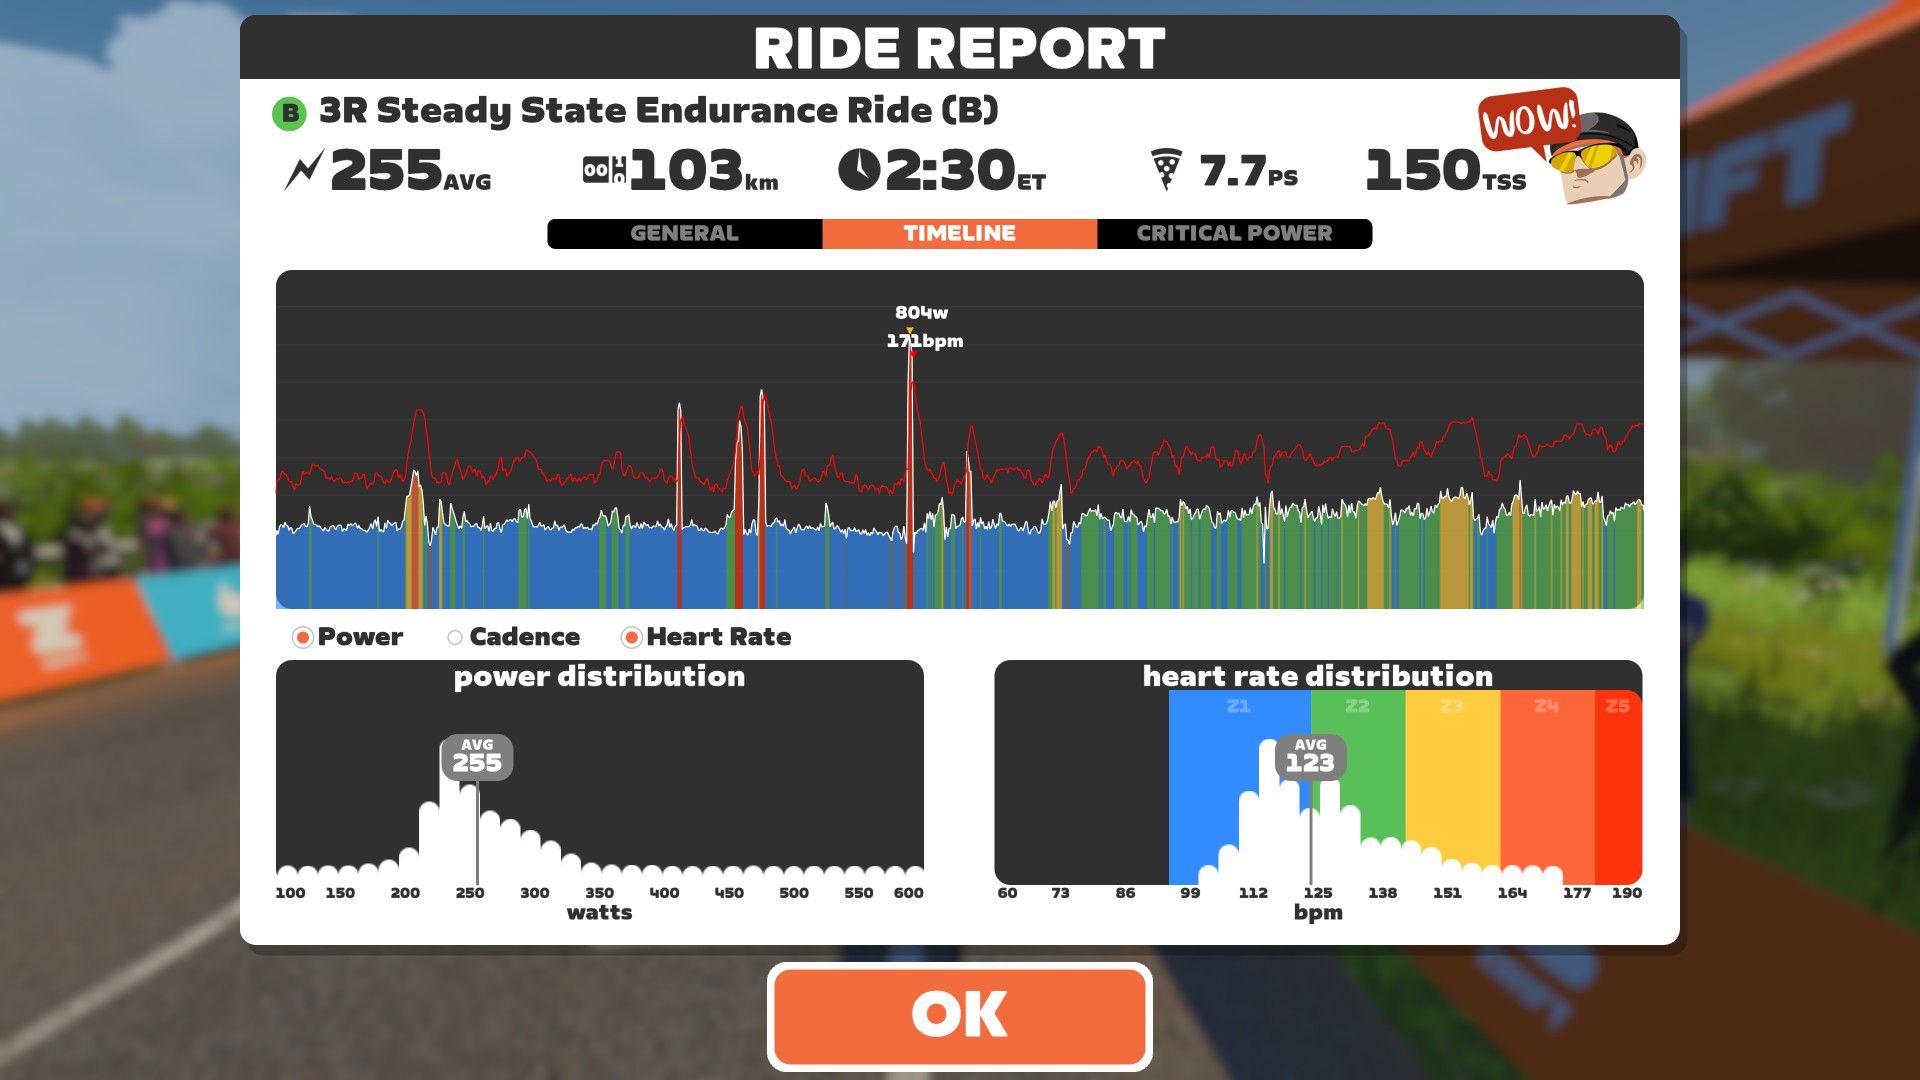 RIDE REPORT
B 3R Steady State Endurance Ride (B)
WOW!
255AVG 103km 2:30ET 7.7PS 150TSS
GENERAL TIMELINE CRITICAL POWER
804w
171bpm
Power Cadence Heart Rate
power distribution
AVG
255
100 150 200 250 300 350 400 450 500 550 600
watts
heart rate distribution
Z1 Z2 Z3 Z4 Z5
AVG
123
60 73 86 99 112 125 138 151 164 177 190
bpm
OK